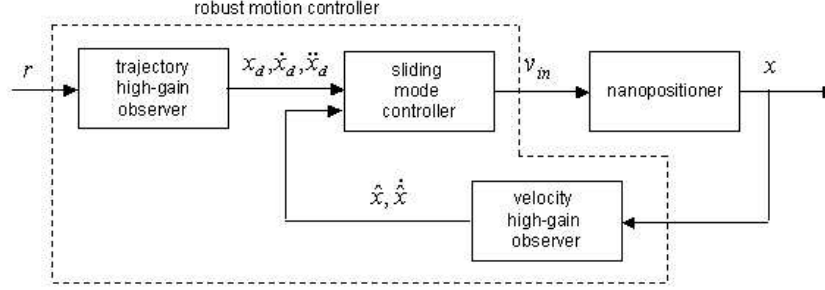 robust motion controller
r
trajectory
high-gain
observer
x_d, ẋ_d, ẍ_d
sliding
mode
controller
v_in
nanopositioner
x
x̂, x̂̇
velocity
high-gain
observer